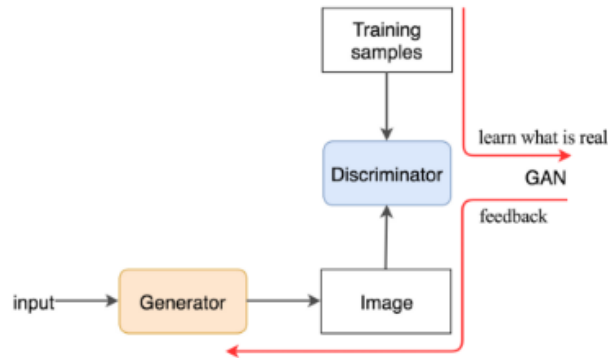 Training
samples
learn what is real
Discriminator
GAN
feedback
input
Generator
Image